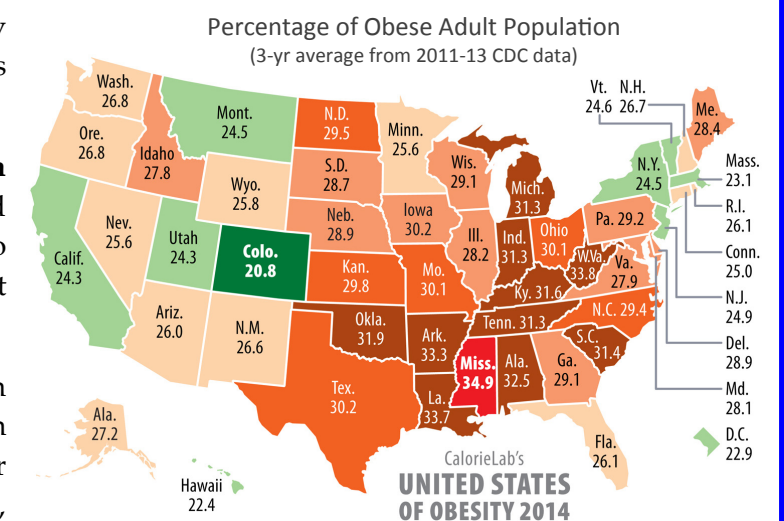 Percentage of Obese Adult Population
(3-yr average from 2011-13 CDC data)
Wash.
26.8
Ore.
26.8
Idaho
27.8
Mont.
24.5
N.D.
29.5
Minn.
25.6
Vt.
24.6
N.H.
26.7
Me.
28.4
Wyo.
25.8
S.D.
28.7
Wis.
29.1
Mich.
31.3
N.Y.
24.5
Mass.
23.1
R.I.
26.1
Conn.
25.0
N.J.
24.9
Del.
28.9
Md.
28.1
D.C.
22.9
Calif.
24.3
Nev.
25.6
Utah
24.3
Colo.
20.8
Neb.
28.9
Iowa
30.2
Ill.
28.2
Ind.
31.3
Ohio
30.1
Pa. 29.2
W.Va.
33.8
Va.
27.9
Kan.
29.8
Mo.
30.1
Ky. 31.6
N.C. 29.4
Ariz.
26.0
N.M.
26.6
Okla.
31.9
Ark.
33.3
Tenn. 31.3
S.C.
31.4
Tex.
30.2
La.
33.7
Miss.
34.9
Ala.
32.5
Ga.
29.1
Fla.
26.1
Ala.
27.2
Hawaii
22.4
CalorieLab's
UNITED STATES
OF OBESITY 2014